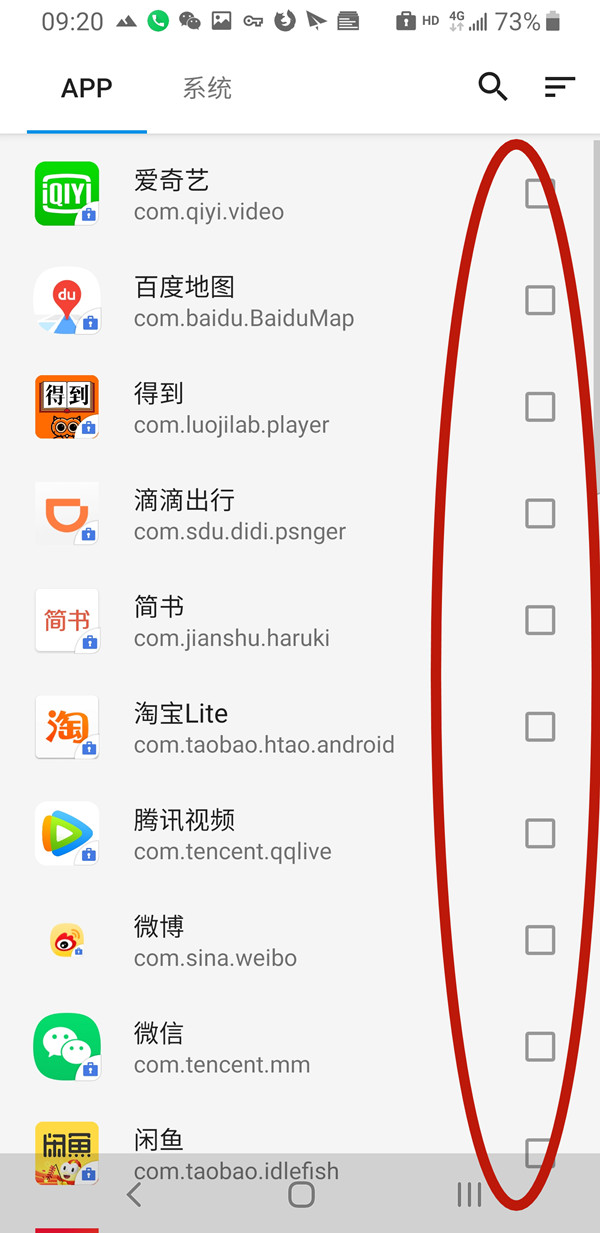 09:20 HD 4G 73%
APP 系统
iQIYI
爱奇艺
com.qiyi.video
du
百度地图
com.baidu.BaiduMap
得到
得到
com.luojilab.player
滴滴出行
com.sdu.didi.psnger
简书
简书
com.jianshu.haruki
淘
淘宝Lite
com.taobao.htao.android
腾讯视频
com.tencent.qqlive
微博
com.sina.weibo
微信
com.tencent.mm
闲鱼
闲鱼
com.taobao.idlefish